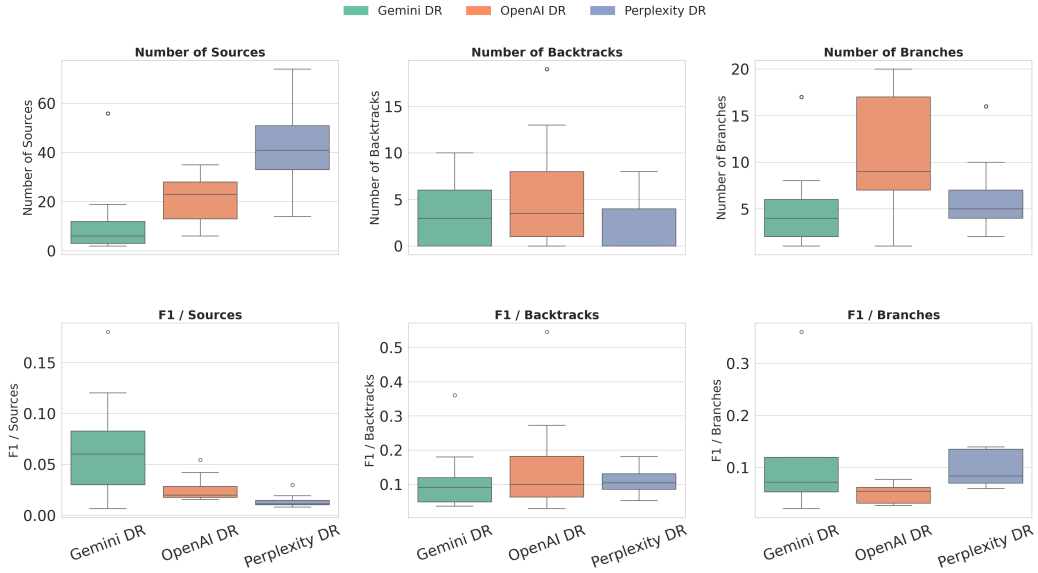 Gemini DR OpenAI DR Perplexity DR
Number of Sources Number of Backtracks Number of Branches
Number of Sources
60
40
20
0
Number of Backtracks
15
10
5
0
Number of Branches
20
15
10
5
F1 / Sources F1 / Backtracks F1 / Branches
F1 / Sources
0.15
0.10
0.05
0.00
Gemini DR OpenAI DR Perplexity DR
F1 / Backtracks
0.5
0.4
0.3
0.2
0.1
Gemini DR OpenAI DR Perplexity DR
F1 / Branches
0.3
0.2
0.1
Gemini DR OpenAI DR Perplexity DR